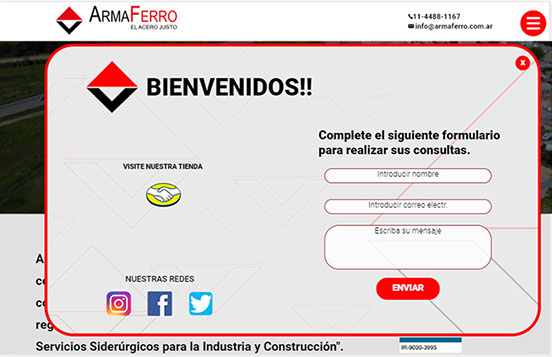 ARMAFERRO
EL ACERO JUSTO
11-4488-1167
info@armaferro.com.ar
X
BIENVENIDOS!!
Complete el siguiente formulario
para realizar sus consultas.
VISITE NUESTRA TIENDA
Introducir nombre
Introducir correo electr.
Escriba su mensaje
NUESTRAS REDES
ENVIAR
A
co
co
reg
Servicios Siderúrgicos para la Industria y Construcción".
IR-9000-3995